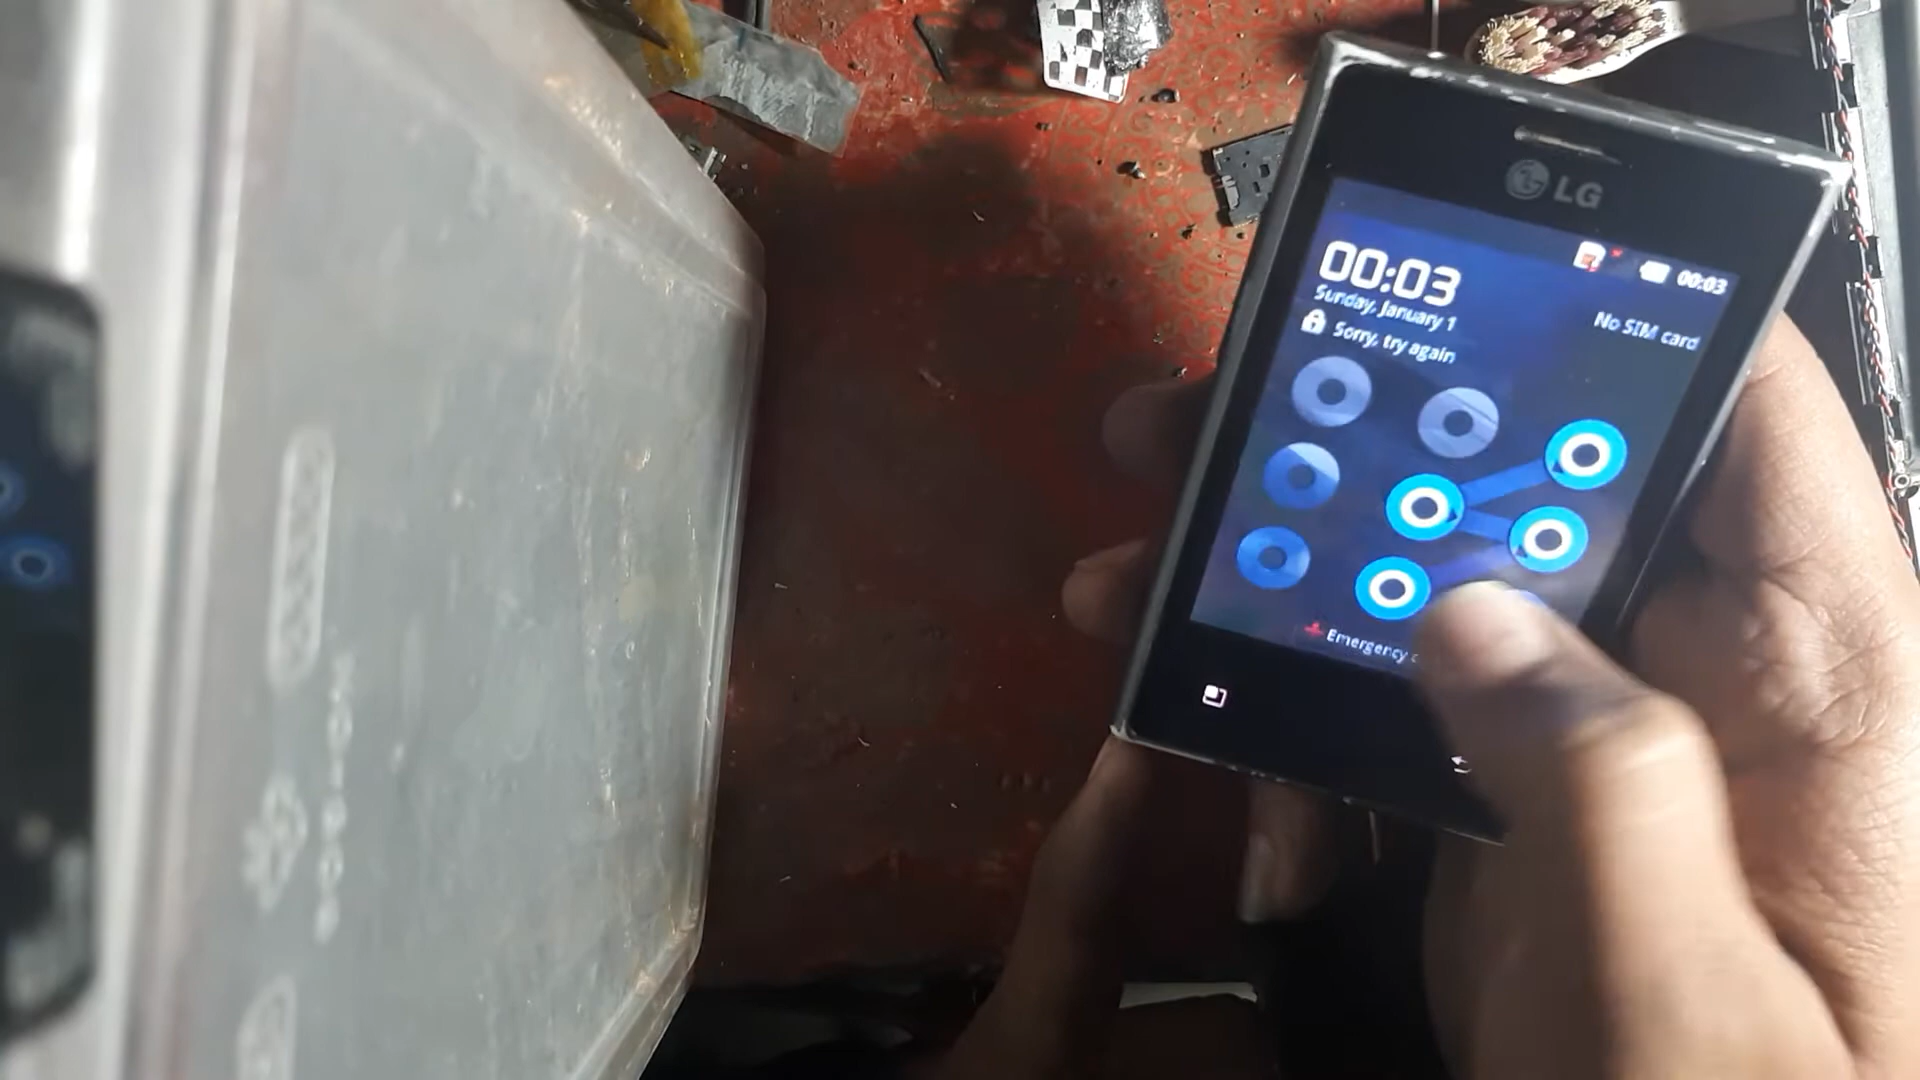 LG
00:03
00:03
Sunday, January 1
No SIM card
Sorry, try again
Emergency